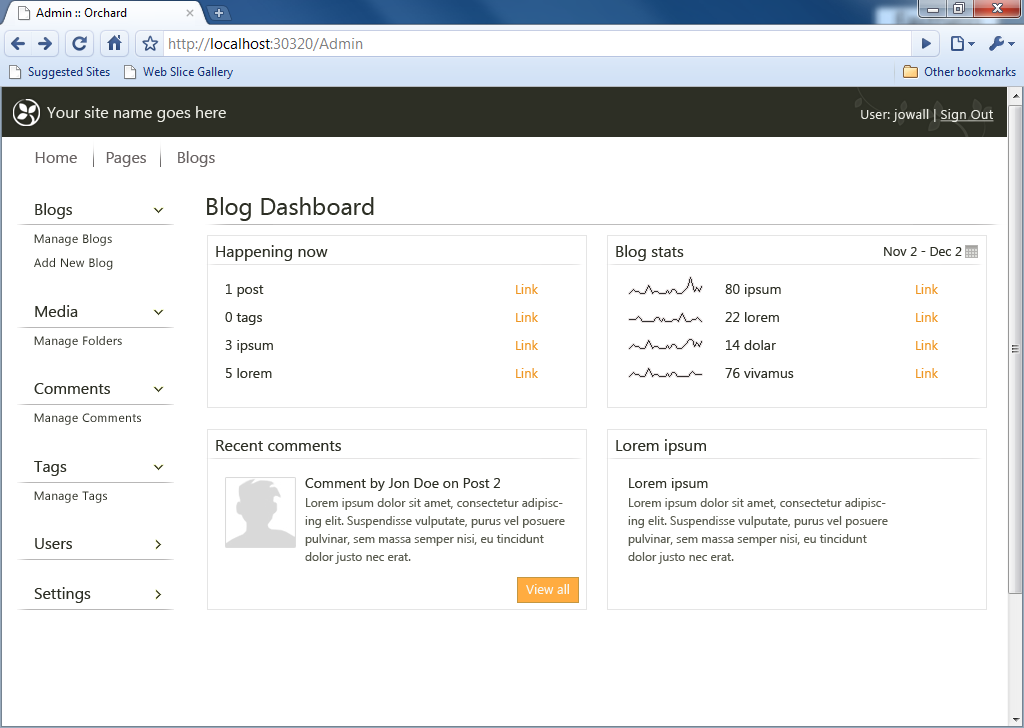 Admin :: Orchard
http://localhost:30320/Admin
Suggested Sites Web Slice Gallery Other bookmarks
Your site name goes here
User: jowall | Sign Out
Home Pages Blogs
Blogs
Manage Blogs
Add New Blog
Media
Manage Folders
Comments
Manage Comments
Tags
Manage Tags
Users
Settings
Blog Dashboard
Happening now
1 post Link
0 tags Link
3 ipsum Link
5 lorem Link
Blog stats Nov 2 - Dec 2
80 ipsum Link
22 lorem Link
14 dolar Link
76 vivamus Link
Recent comments
Comment by Jon Doe on Post 2
Lorem ipsum dolor sit amet, consectetur adipisc-
ing elit. Suspendisse vulputate, purus vel posuere
pulvinar, sem massa semper nisi, eu tincidunt
dolor justo nec erat.
View all
Lorem ipsum
Lorem ipsum
Lorem ipsum dolor sit amet, consectetur adipisc-
ing elit. Suspendisse vulputate, purus vel posuere
pulvinar, sem massa semper nisi, eu tincidunt
dolor justo nec erat.